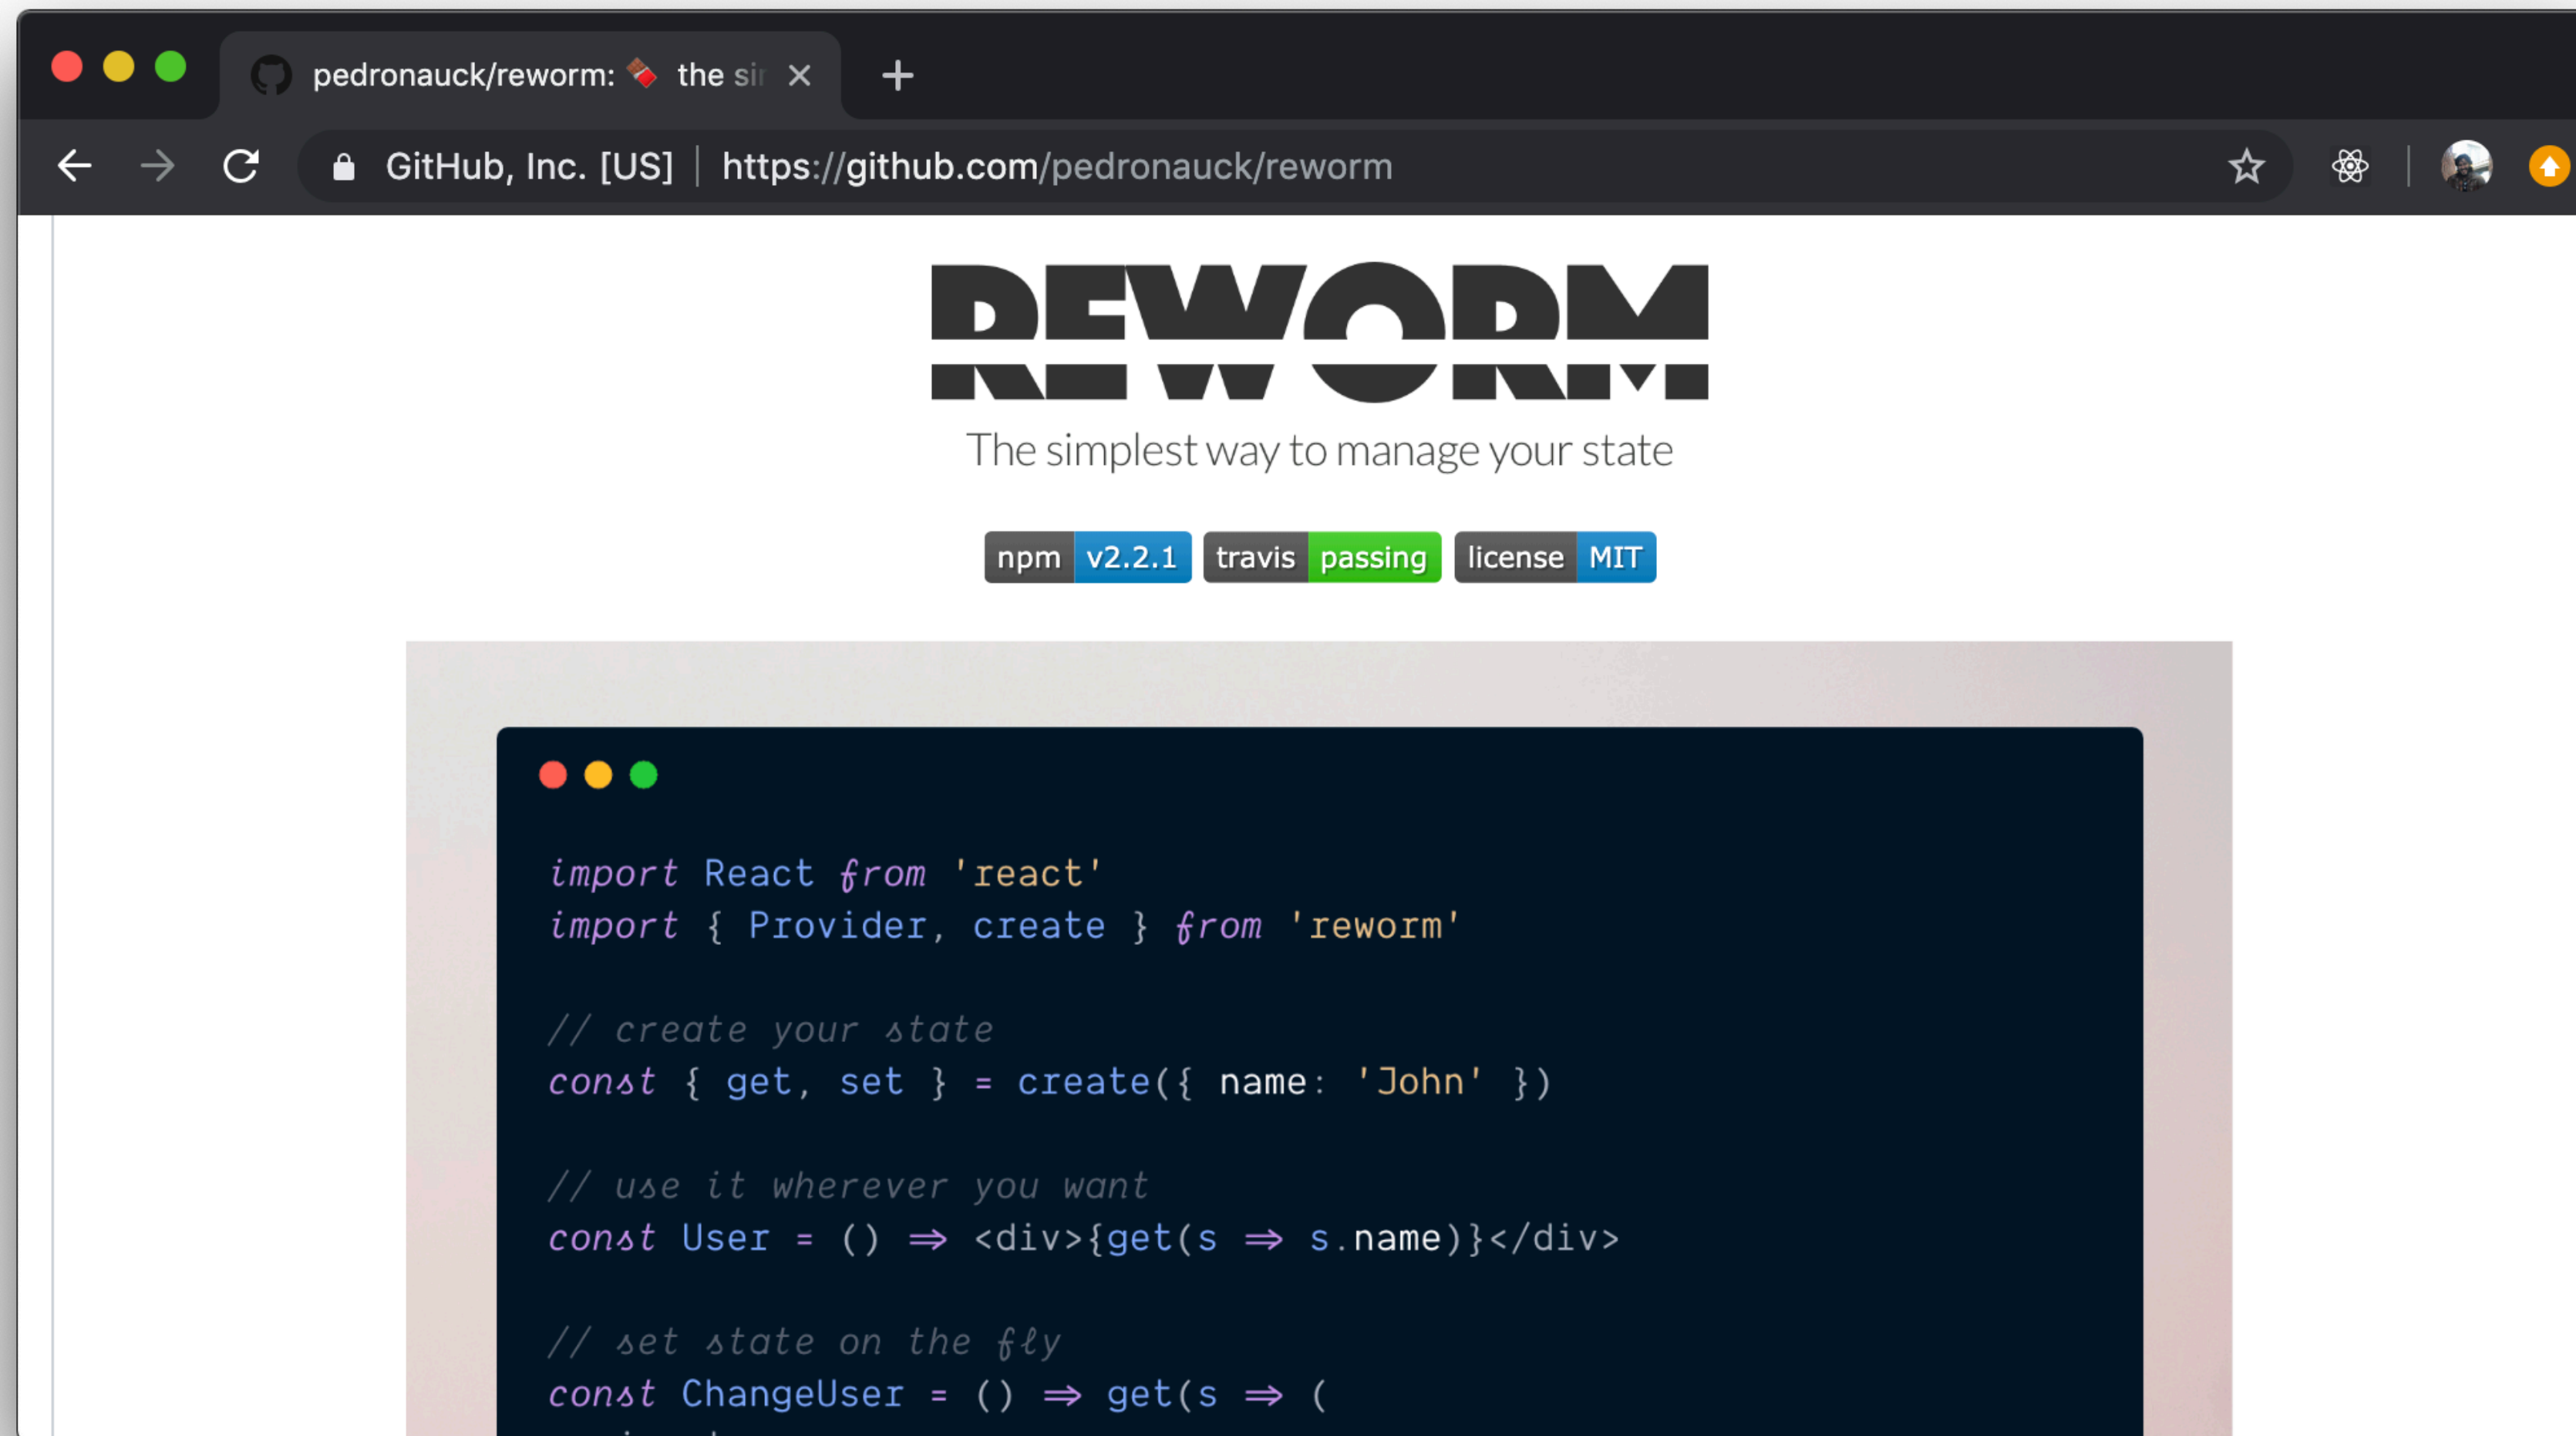 pedronauck/reworm: 🍫 the sim
GitHub, Inc. [US] | https://github.com/pedronauck/reworm
REWORM
The simplest way to manage your state
npm v2.2.1 travis passing license MIT
import React from 'react'
import { Provider, create } from 'reworm'
// create your state
const { get, set } = create({ name: 'John' })
// use it wherever you want
const User = () => <div>{get(s => s.name)}</div>
// set state on the fly
const ChangeUser = () => get(s => (